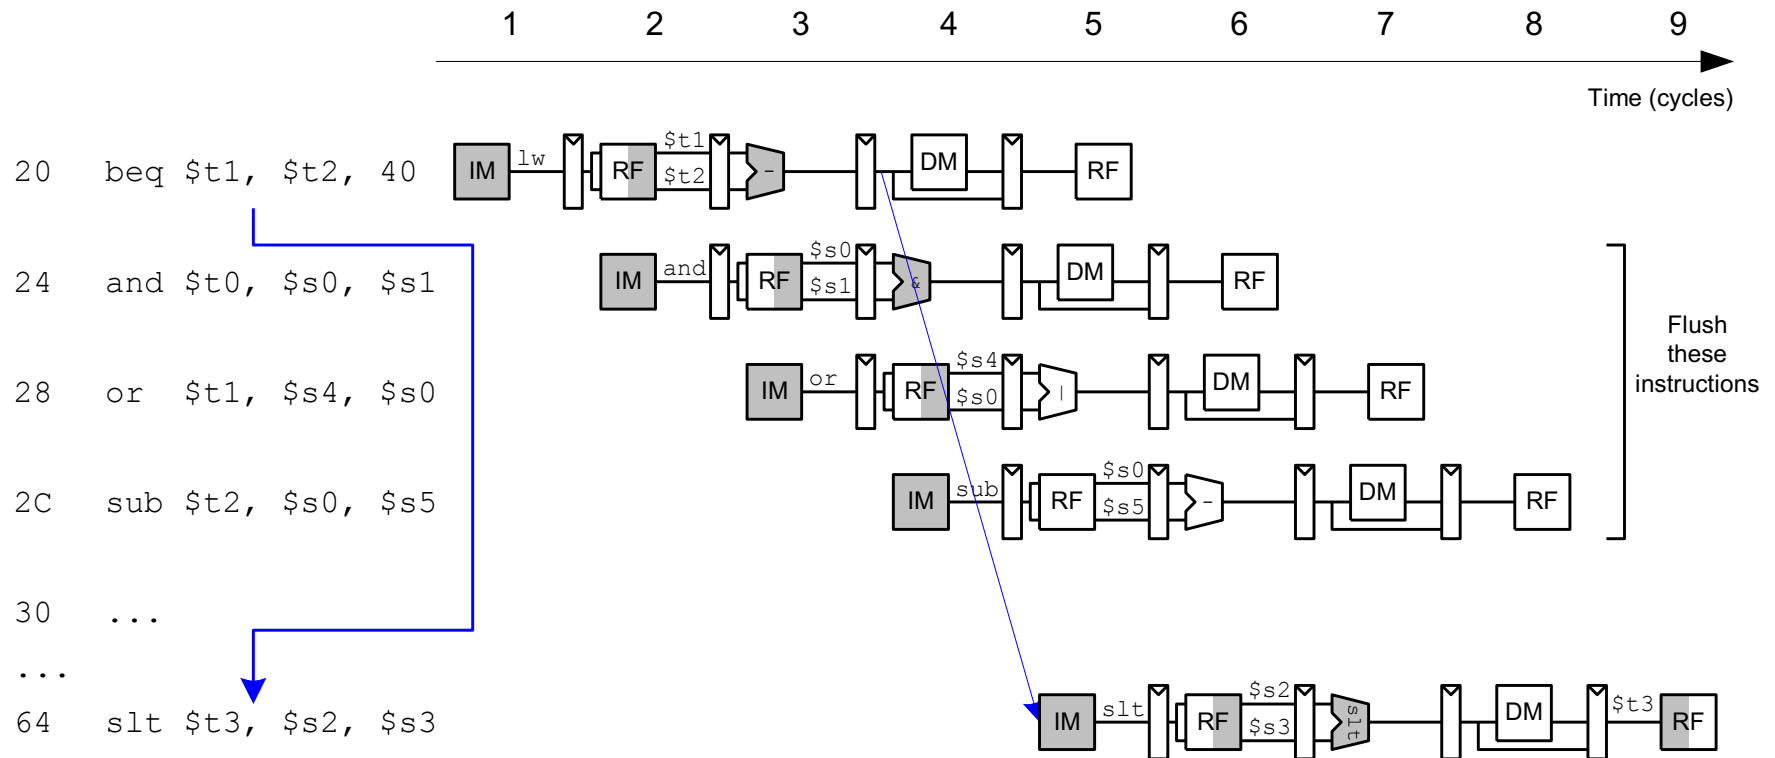 1 2 3 4 5 6 7 8 9
Time (cycles)
20 beq $t1, $t2, 40 IM lw RF $t1 $t2 - DM RF
24 and $t0, $s0, $s1 IM and RF $s0 $s1 & DM RF
28 or $t1, $s4, $s0 IM or RF $s4 $s0 | DM RF
2C sub $t2, $s0, $s5 IM sub RF $s0 $s5 - DM RF
Flush
these
instructions
30 ...
...
64 slt $t3, $s2, $s3 IM slt RF $s2 $s3 slt DM $t3 RF